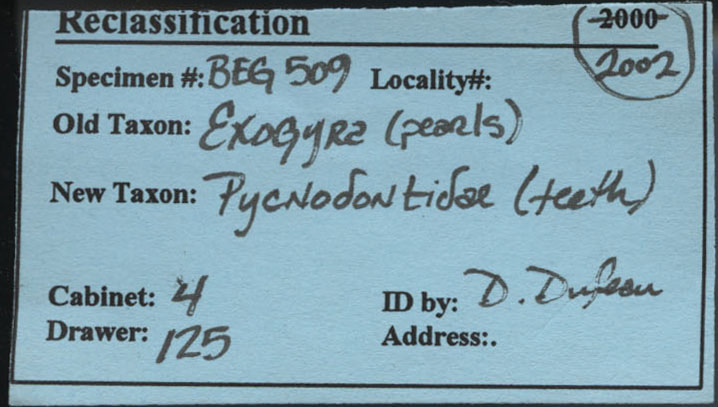 Reclassification 2000
2002
Specimen #: BEG 509 Locality#:
Old Taxon: Exogyra (pearls)
New Taxon: Pycnodontidae (teeth)
Cabinet: 4 ID by: D. Dufeau
Drawer: 125 Address:.